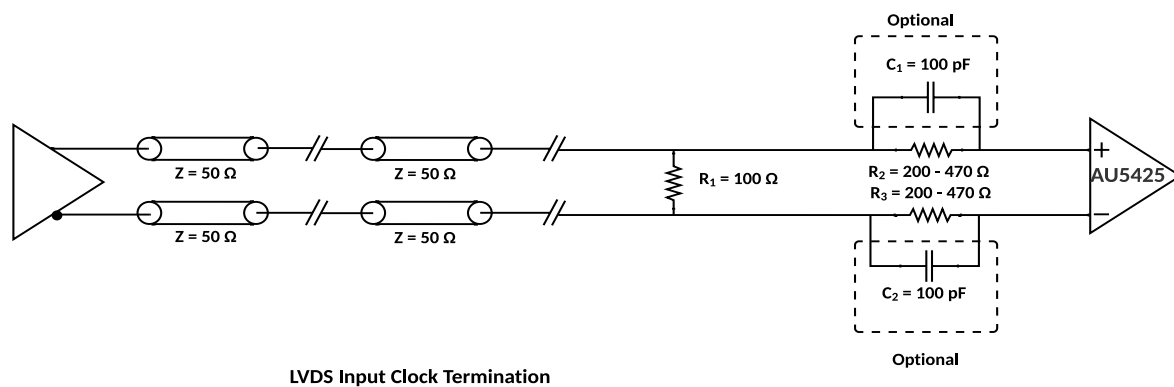 Optional
C₁ = 100 pF
Z = 50 Ω
Z = 50 Ω
R₁ = 100 Ω
R₂ = 200 - 470 Ω
R₃ = 200 - 470 Ω
+
AU5425
−
Z = 50 Ω
Z = 50 Ω
C₂ = 100 pF
Optional
LVDS Input Clock Termination